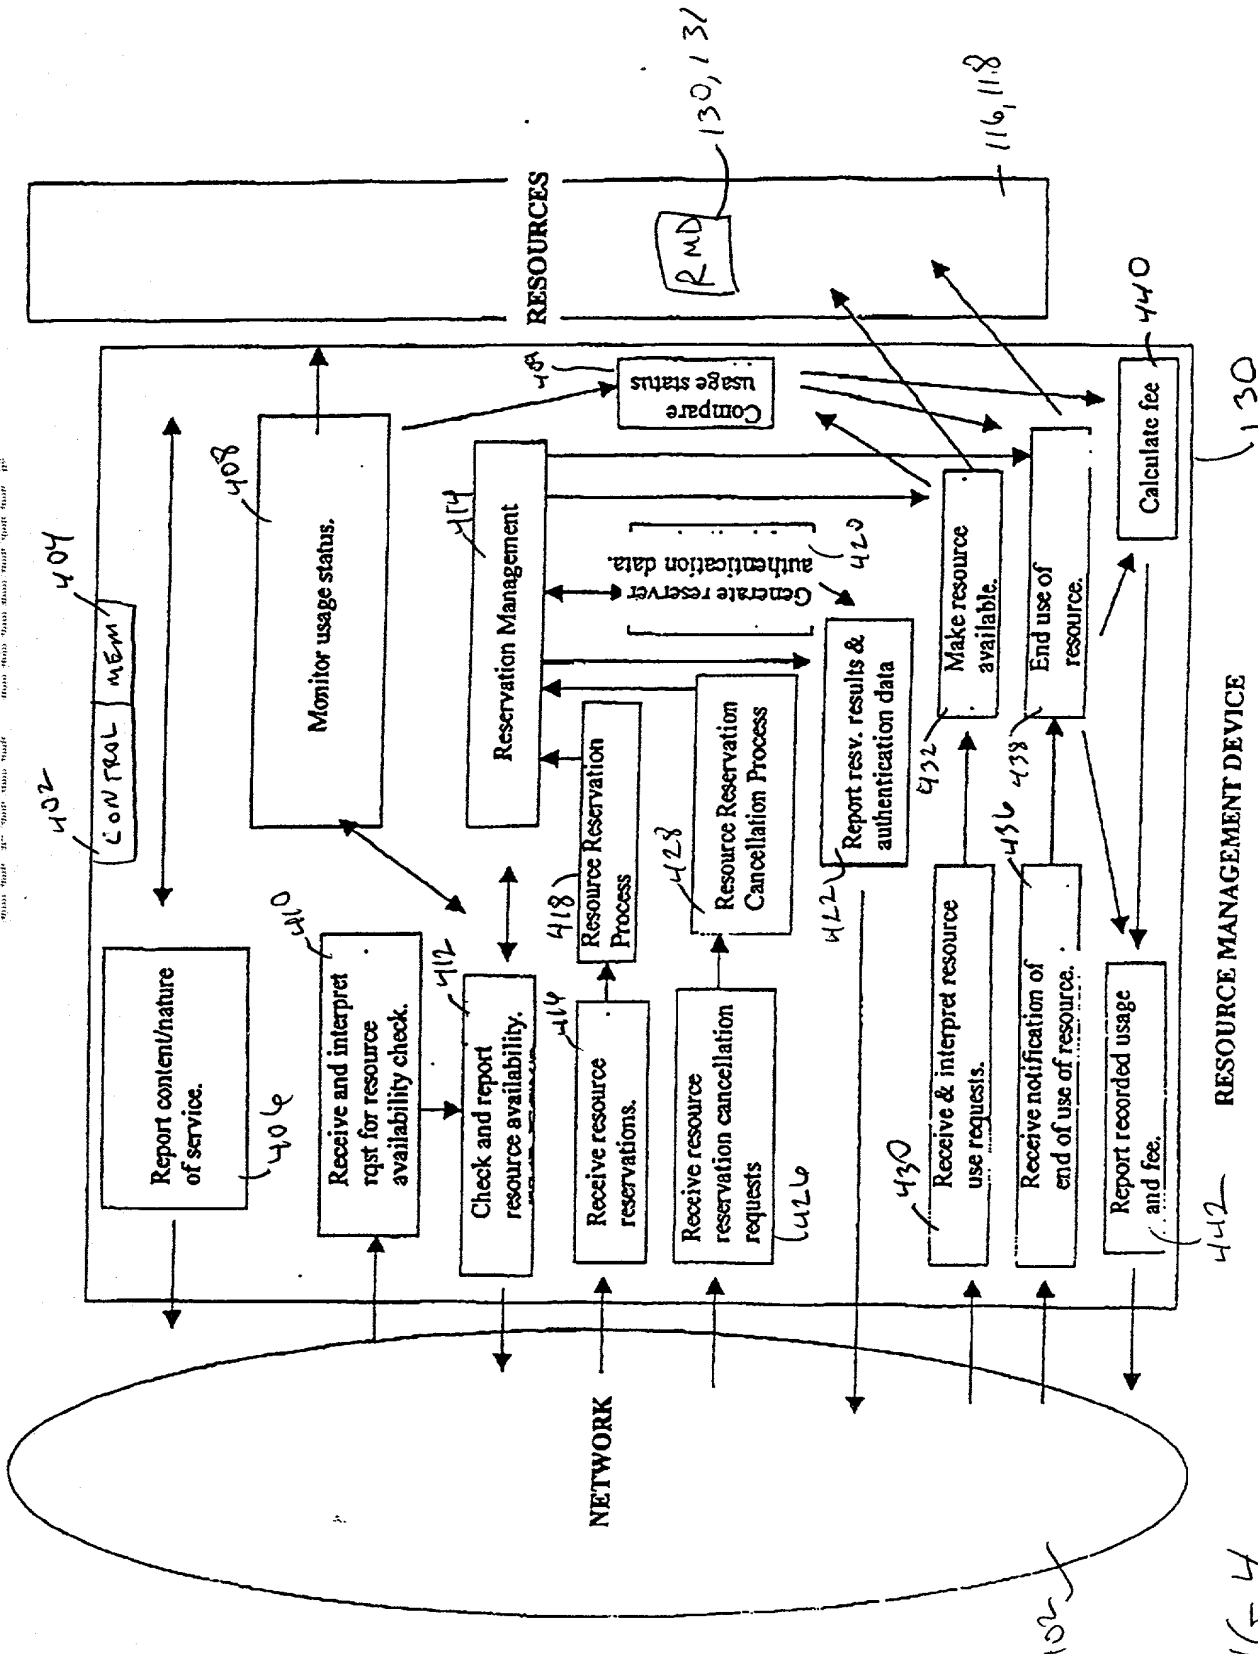 402
404
CONTROL
MEM
Report content/nature
of service.
406
408
Monitor usage status.
410
Receive and interpret
rqst for resource
availability check.
412
Check and report
resource availability.
414
Reservation Management
Compare
usage status
416
Receive resource
reservations.
418
Resource Reservation
Process
Generate reserver
authentication data.
420
Receive resource
reservation cancellation
requests
426
428
Resource Reservation
Cancellation Process
422
Report resv. results &
authentication data
430
Receive & interpret resource
use requests.
432
Make resource
available.
436
Receive notification of
end of use of resource.
438
End use of
resource.
Report recorded usage
and fee.
442
Calculate fee
440
NETWORK
102
RESOURCES
RMD
130, 131
116, 118
130
RESOURCE MANAGEMENT DEVICE
4